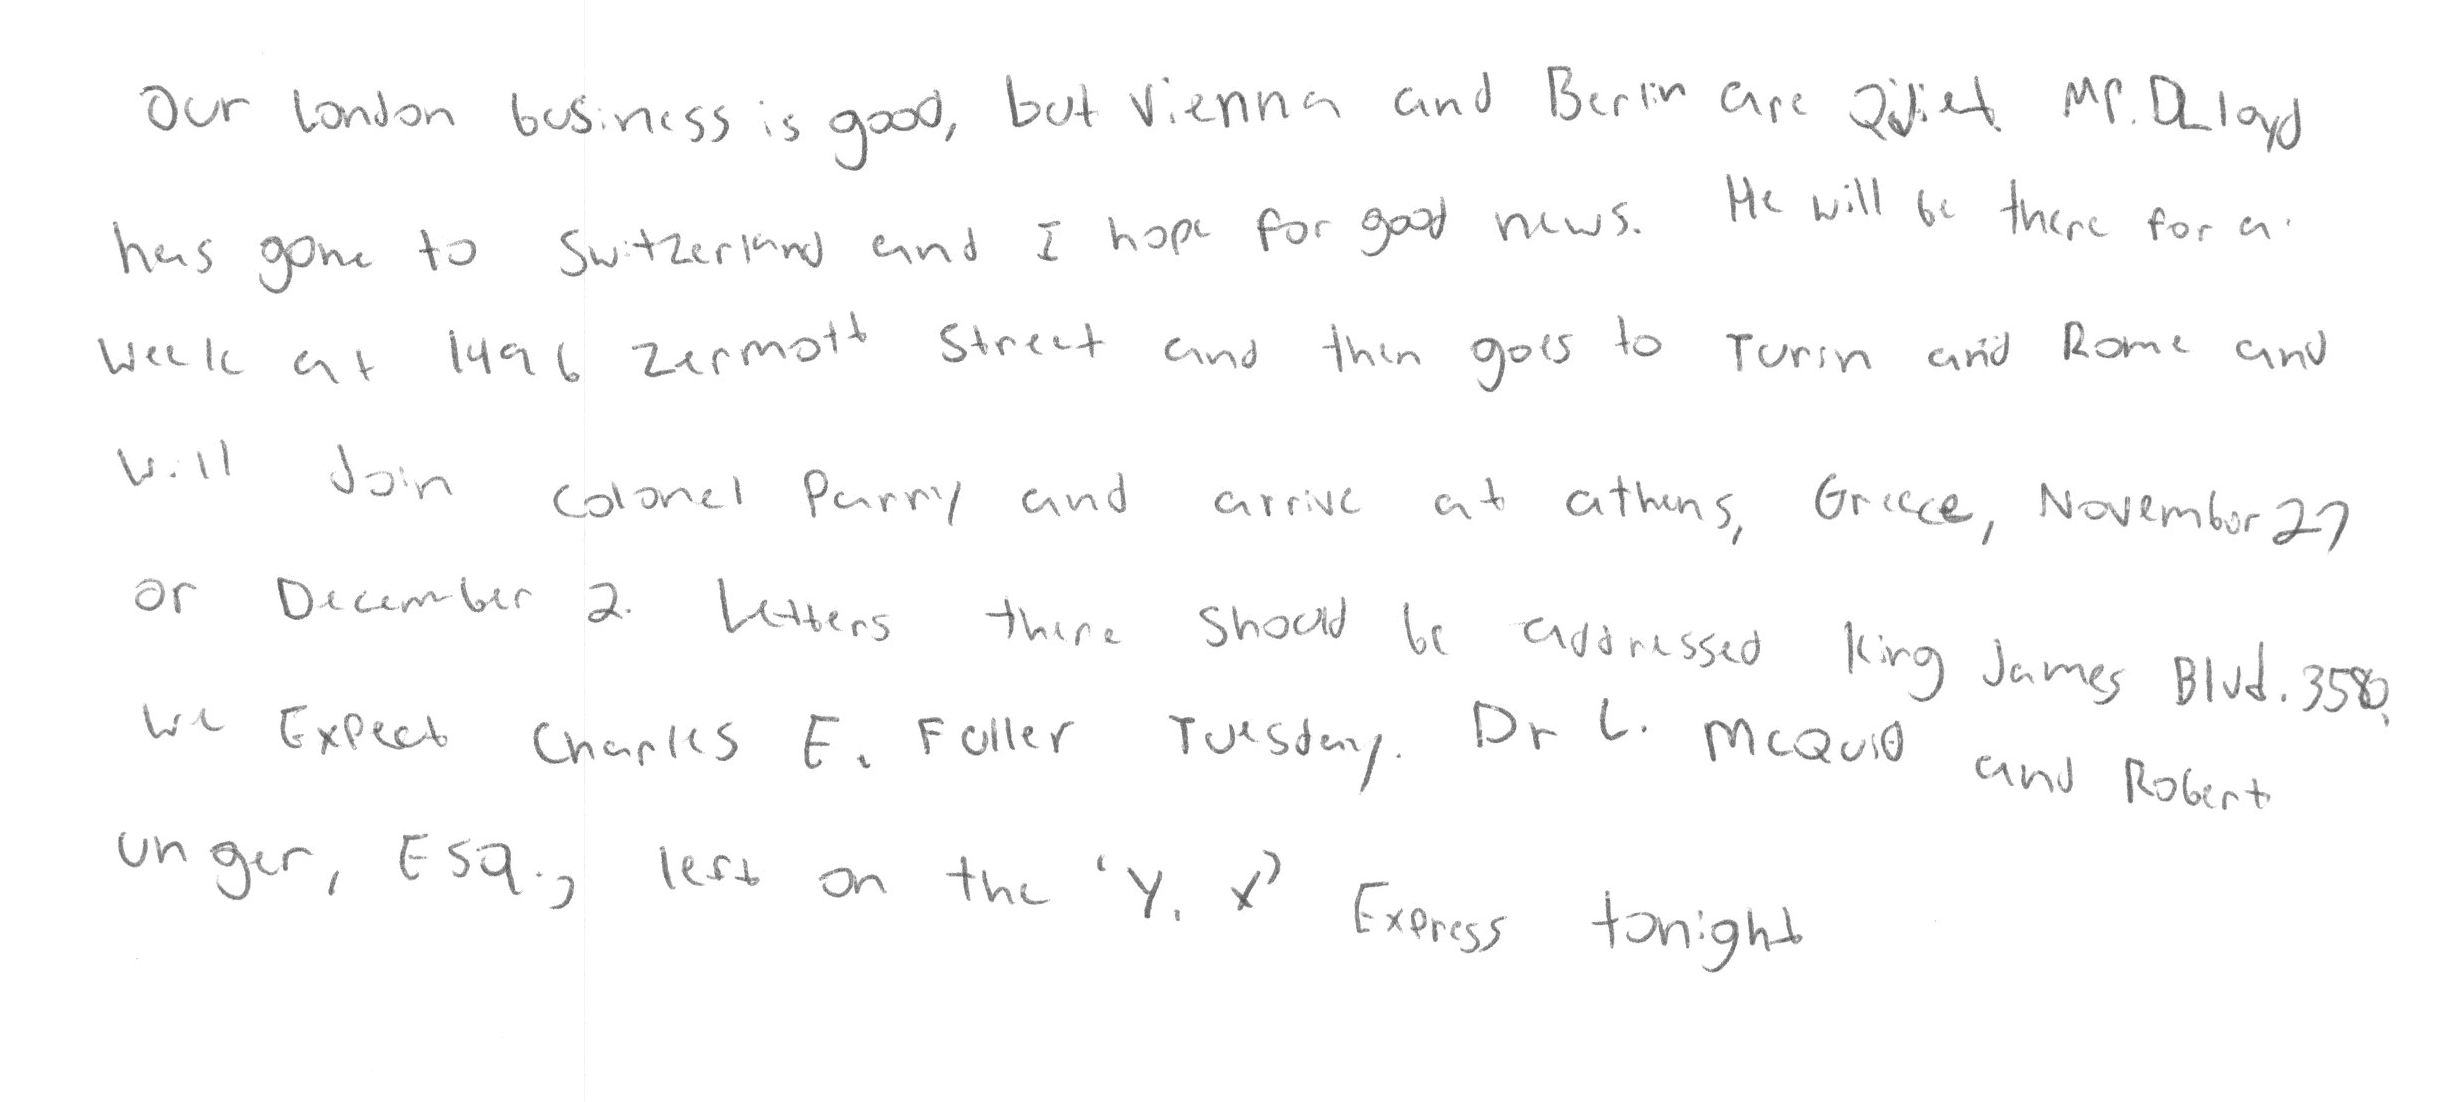 Our London business is good, but Vienna and Berlin are Quiet. Mr. D Lloyd
has gone to Switzerland and I hope for good news. He will be there for a
week at 1496 Zermott Street and then goes to Turin and Rome and
will Join Colonel Parry and arrive at athens, Greece, November 27
or December 2. Letters there should be addressed King James Blvd. 3580.
we Expect Charles E. Fuller Tuesday. Dr L. McQuid and Robert
unger, Esq., left on the 'Y. X' Express tonight